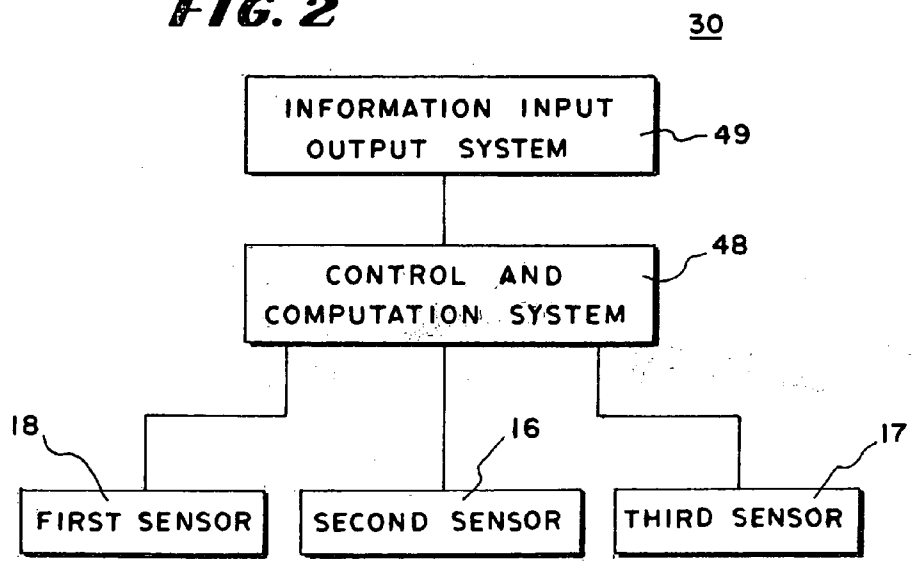 FIG. 2
30
INFORMATION INPUT
OUTPUT SYSTEM
49
CONTROL AND
COMPUTATION SYSTEM
48
18
16
17
FIRST SENSOR
SECOND SENSOR
THIRD SENSOR